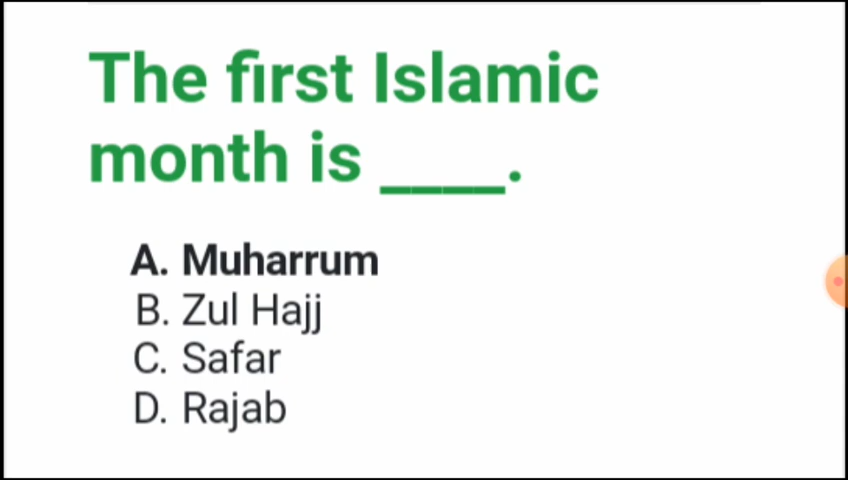 The first Islamic
month is ____.
A. Muharrum
B. Zul Hajj
C. Safar
D. Rajab